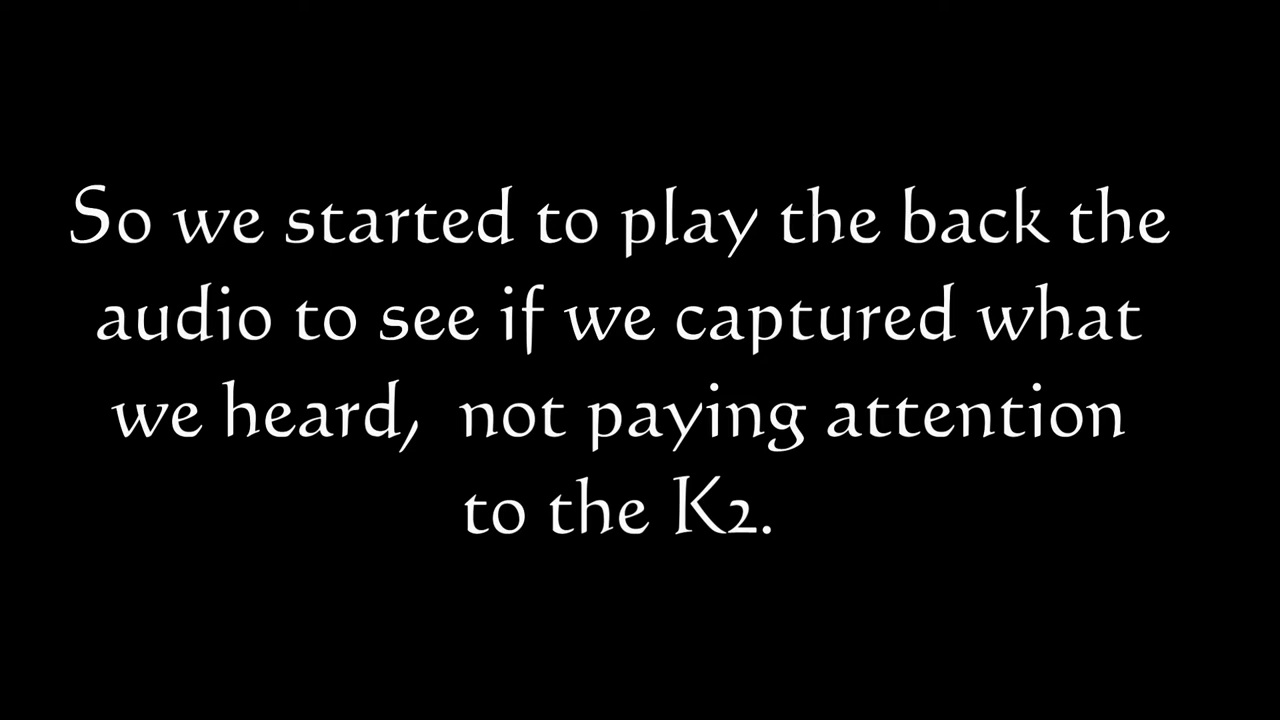 So we started to play the back the
audio to see if we captured what
we heard,  not paying attention
to the K2.